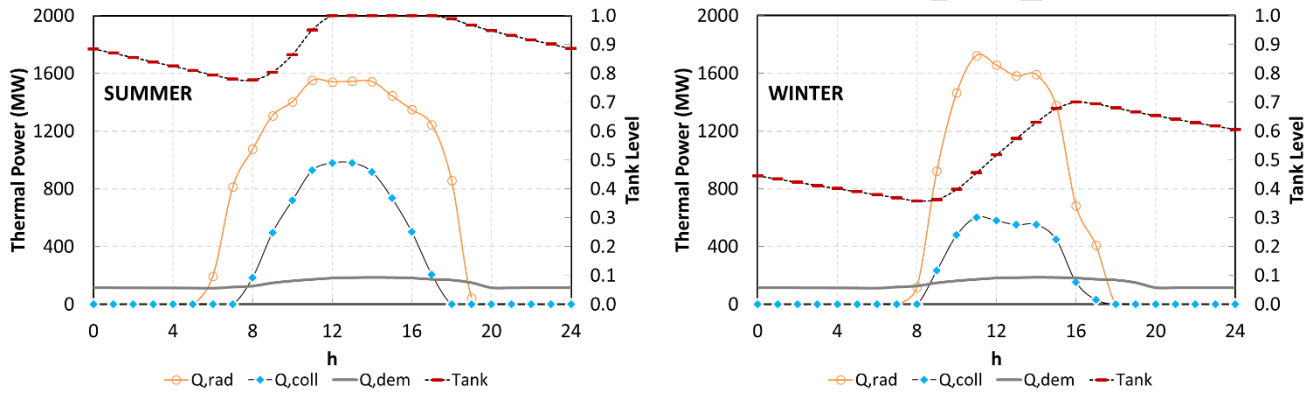 SUMMER
Thermal Power (MW)
2000
1600
1200
800
400
0
0 4 8 12 16 20 24
h
1.0
0.9
0.8
0.7
0.6
0.5
0.4
0.3
0.2
0.1
0.0
Tank Level
Q,rad Q,coll Q,dem Tank
WINTER
Thermal Power (MW)
2000
1600
1200
800
400
0
0 4 8 12 16 20 24
h
1.0
0.9
0.8
0.7
0.6
0.5
0.4
0.3
0.2
0.1
0.0
Tank Level
Q,rad Q,coll Q,dem Tank